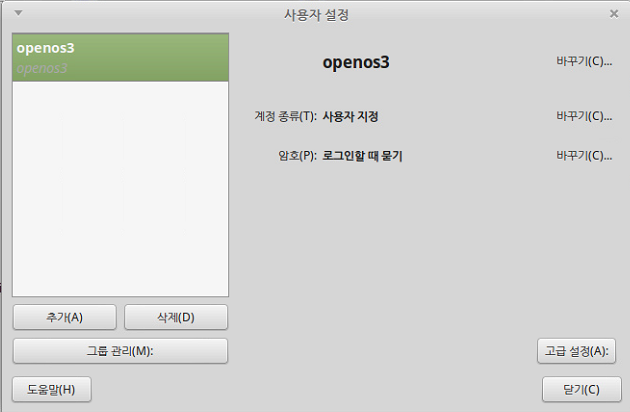 사용자 설정
openos3
openos3
openos3
바꾸기(C)...
계정 종류(T): 사용자 지정
바꾸기(C)...
암호(P): 로그인할 때 묻기
바꾸기(C)...
추가(A)
삭제(D)
그룹 관리(M):
고급 설정(A):
도움말(H)
닫기(C)